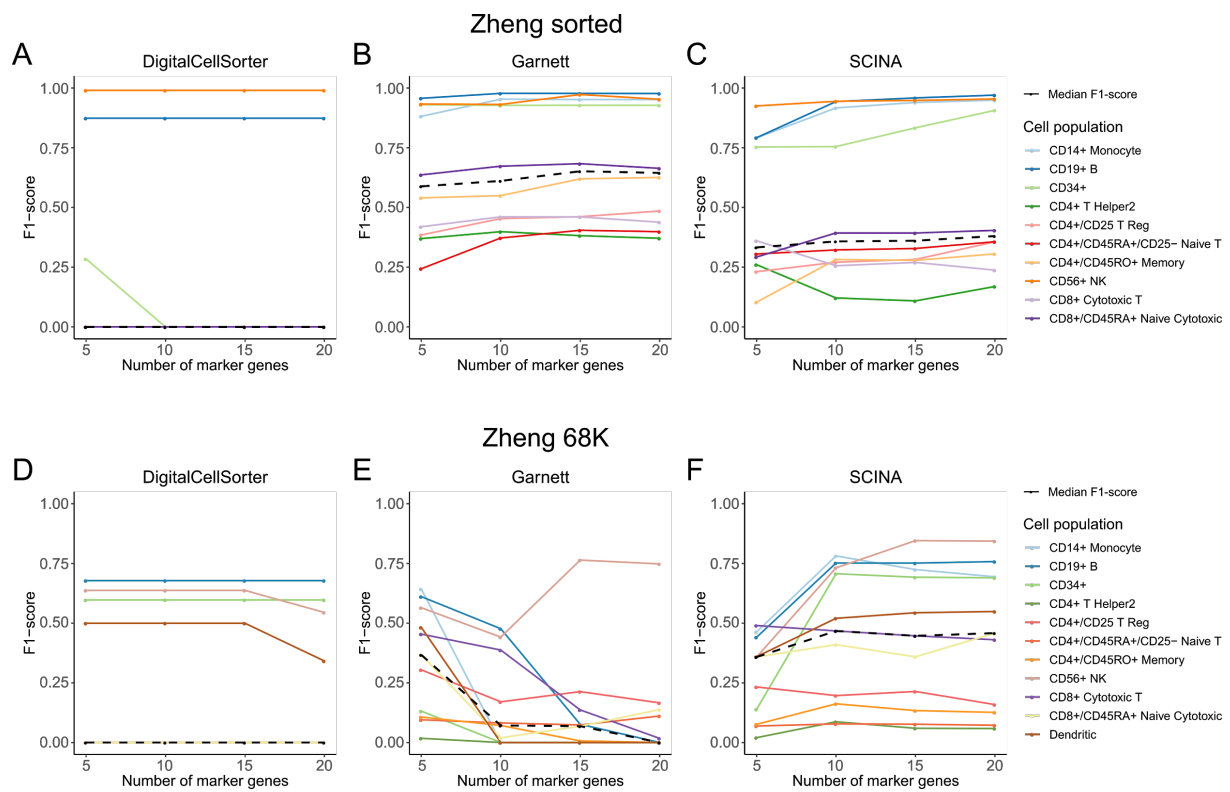 Zheng sorted
A
DigitalCellSorter
B
Garnett
C
SCINA
F1−score
1.00
0.75
0.50
0.25
0.00
5
10
15
20
Number of marker genes
F1−score
1.00
0.75
0.50
0.25
0.00
5
10
15
20
Number of marker genes
F1−score
1.00
0.75
0.50
0.25
0.00
5
10
15
20
Number of marker genes
Median F1-score
Cell population
CD14+ Monocyte
CD19+ B
CD34+
CD4+ T Helper2
CD4+/CD25 T Reg
CD4+/CD45RA+/CD25− Naive T
CD4+/CD45RO+ Memory
CD56+ NK
CD8+ Cytotoxic T
CD8+/CD45RA+ Naive Cytotoxic
Zheng 68K
D
DigitalCellSorter
E
Garnett
F
SCINA
F1−score
1.00
0.75
0.50
0.25
0.00
5
10
15
20
Number of marker genes
F1−score
1.00
0.75
0.50
0.25
0.00
5
10
15
20
Number of marker genes
F1−score
1.00
0.75
0.50
0.25
0.00
5
10
15
20
Number of marker genes
Median F1-score
Cell population
CD14+ Monocyte
CD19+ B
CD34+
CD4+ T Helper2
CD4+/CD25 T Reg
CD4+/CD45RA+/CD25− Naive T
CD4+/CD45RO+ Memory
CD56+ NK
CD8+ Cytotoxic T
CD8+/CD45RA+ Naive Cytotoxic
Dendritic